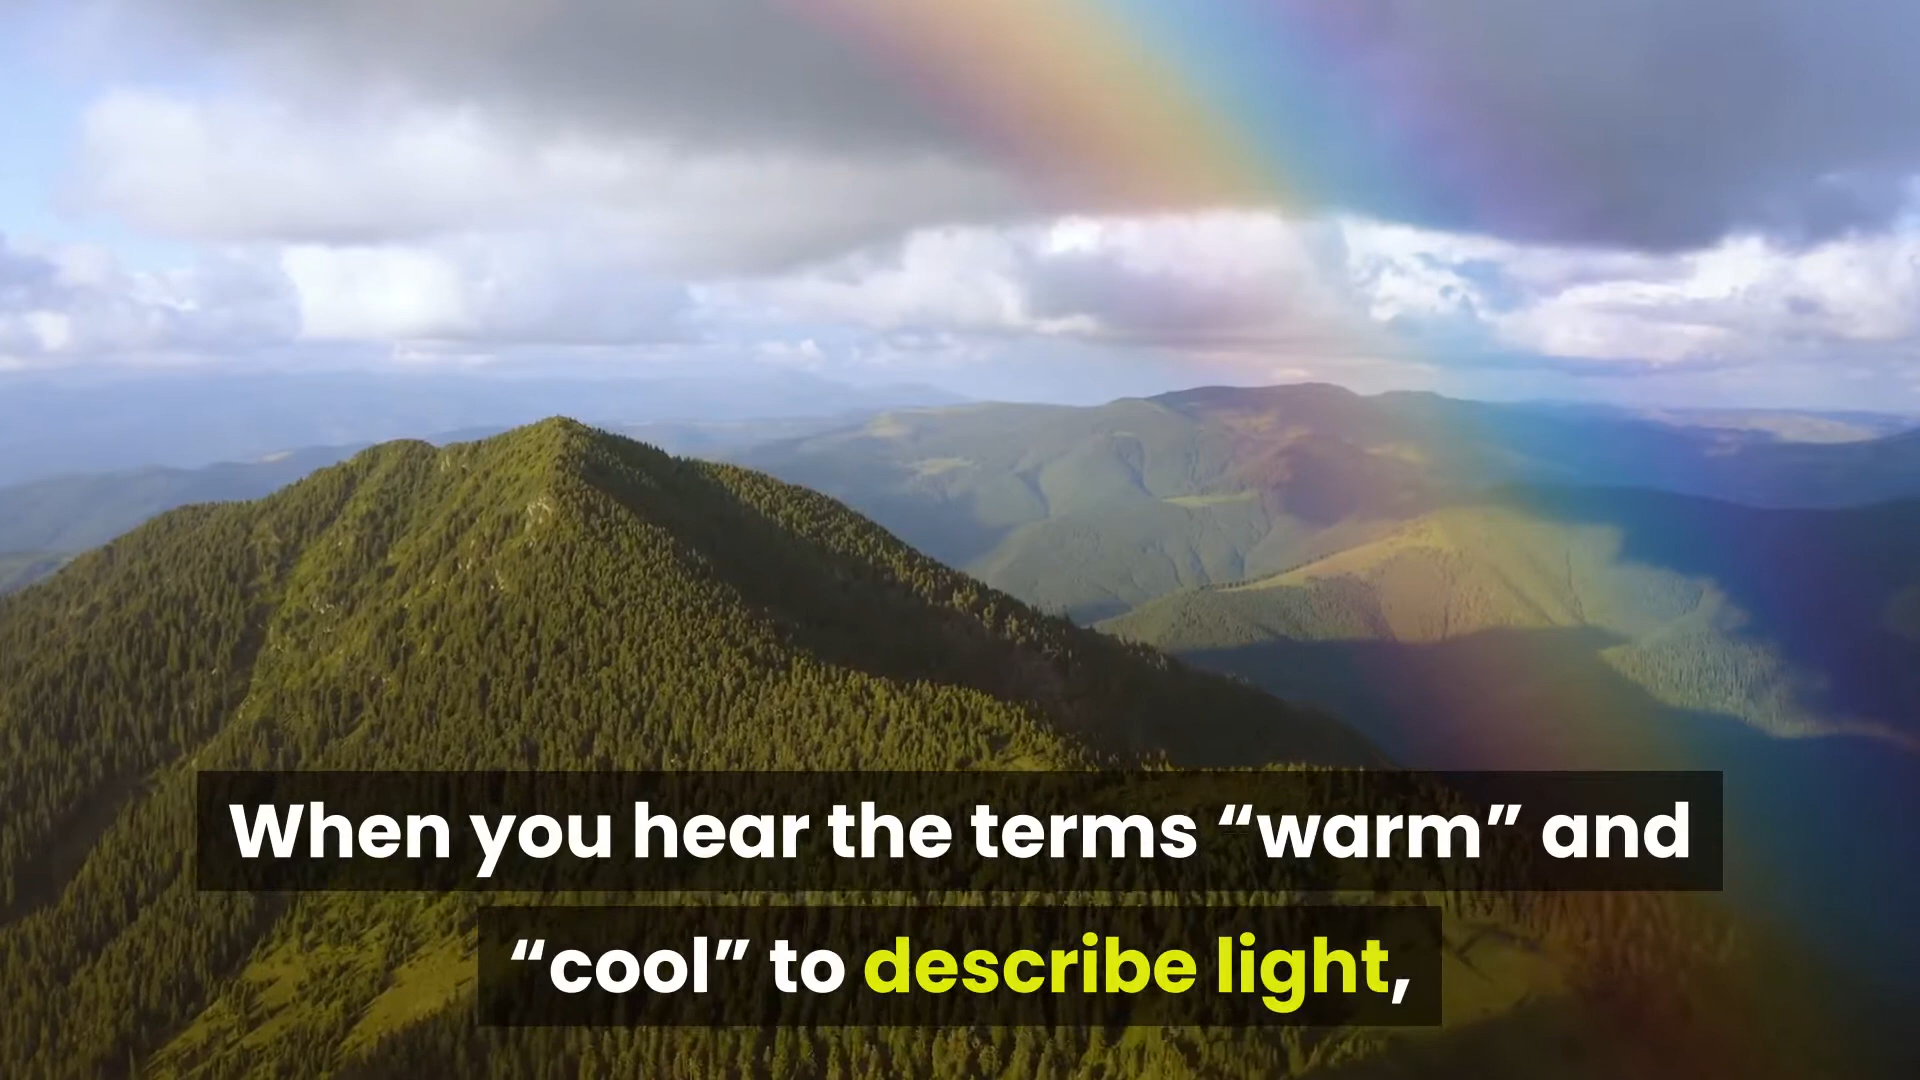 When you hear the terms “warm” and
“cool” to describe light,